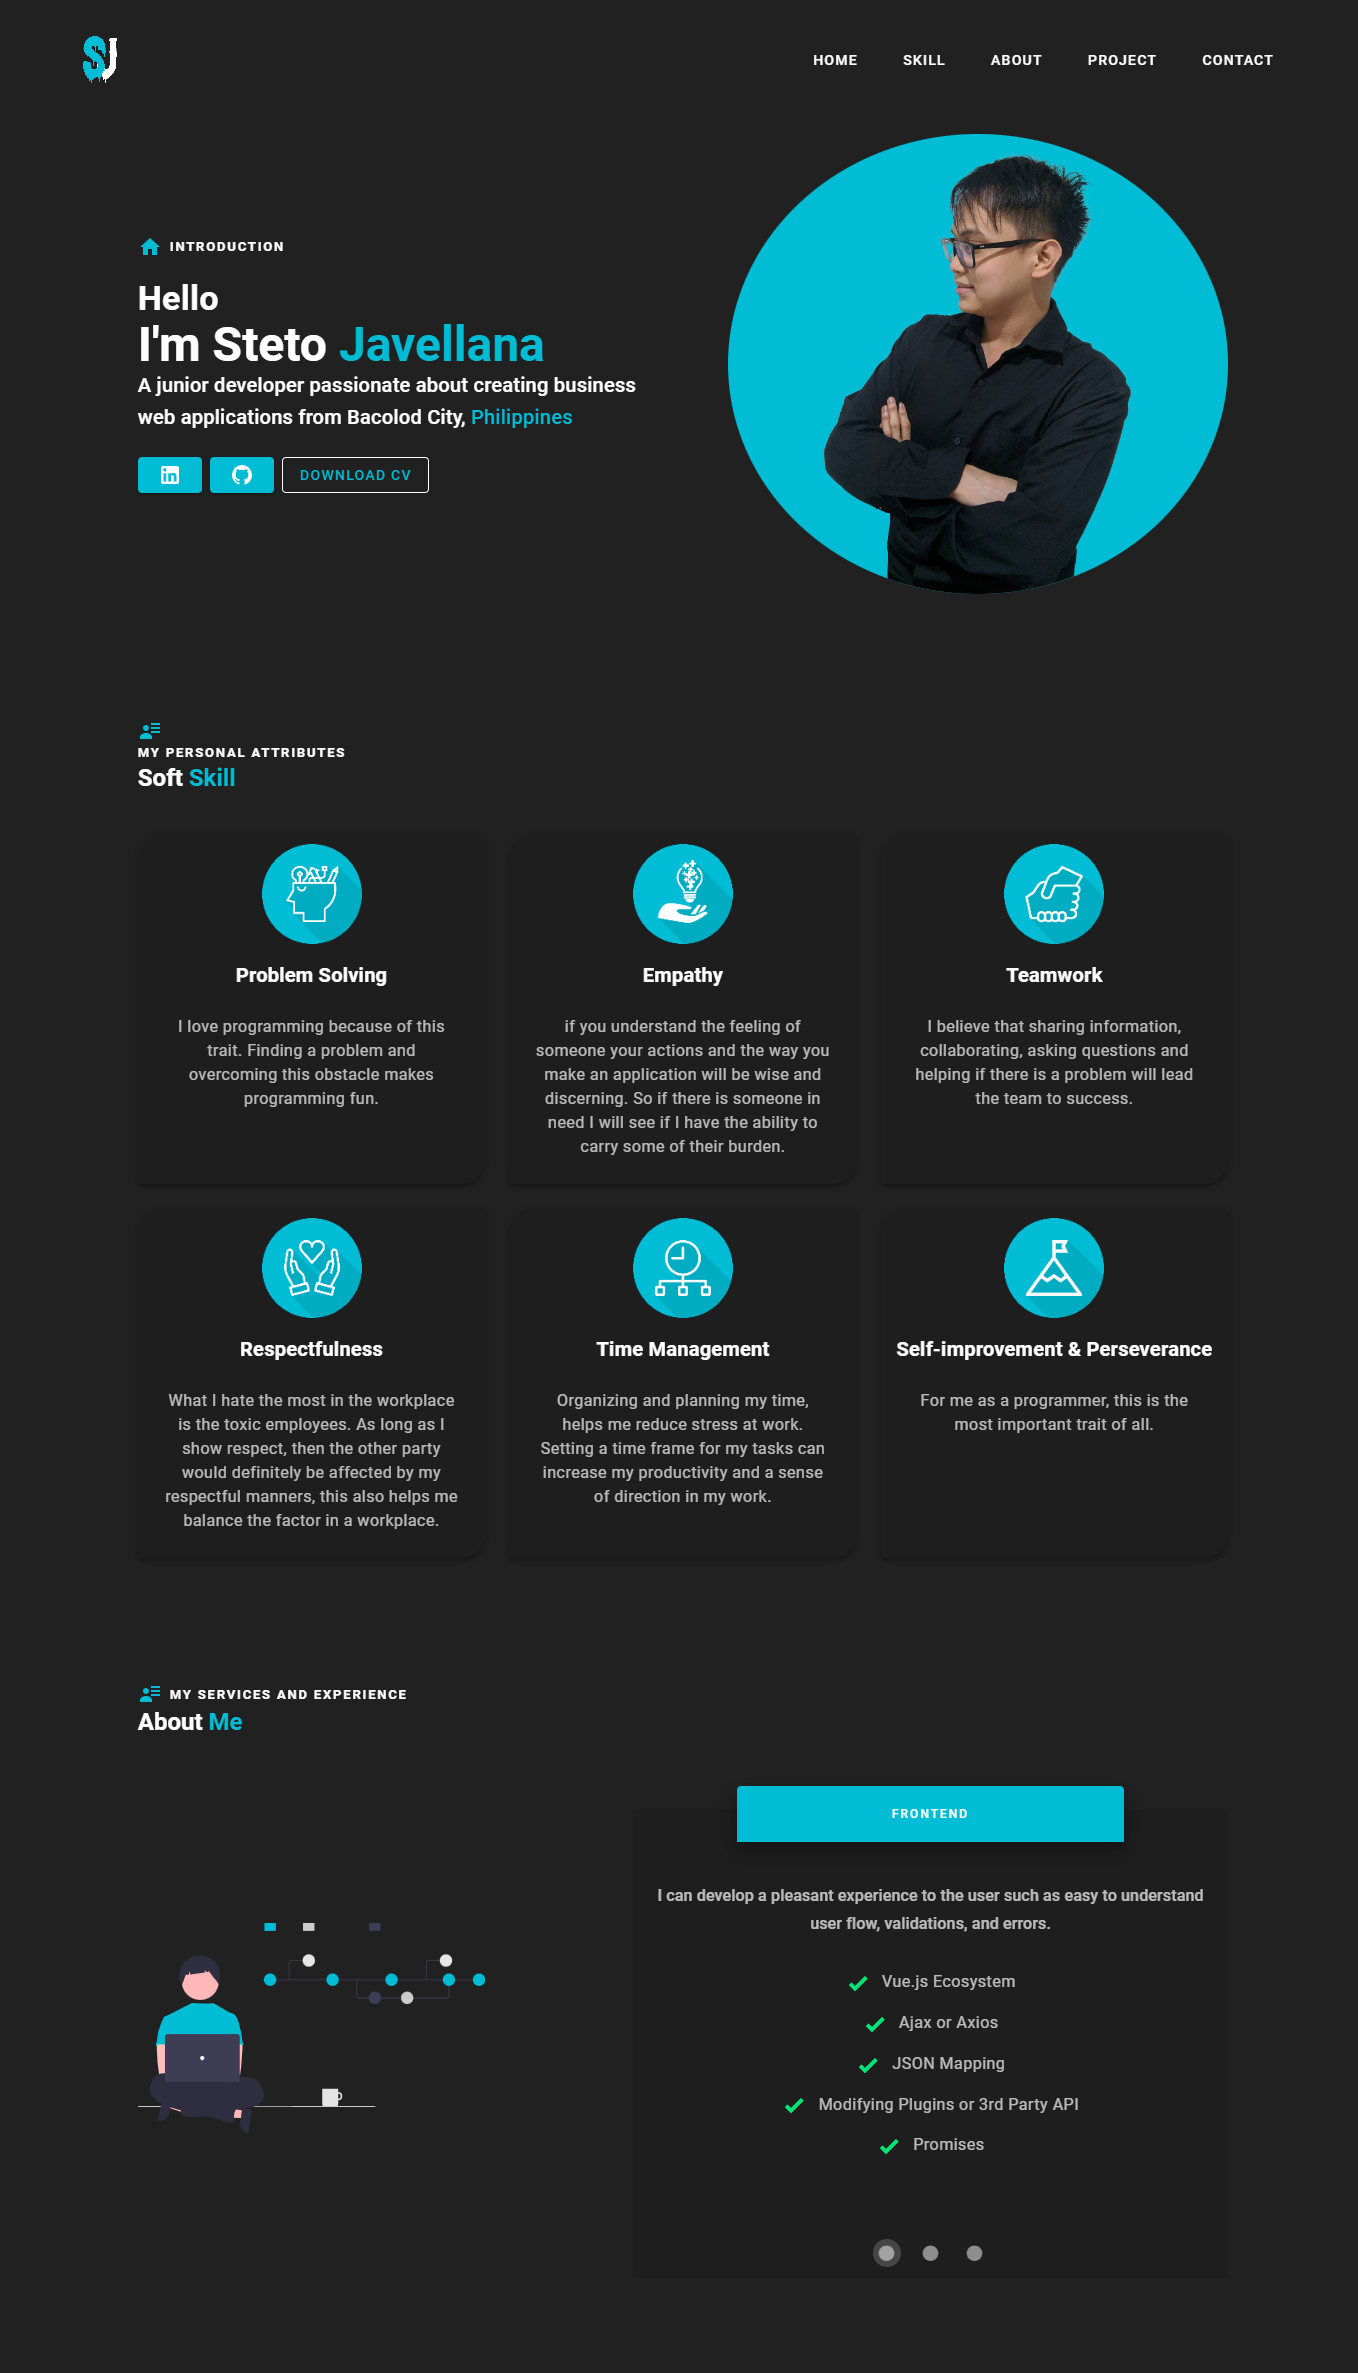 SJ
HOME SKILL ABOUT PROJECT CONTACT
INTRODUCTION
Hello
I'm Steto Javellana
A junior developer passionate about creating business
web applications from Bacolod City, Philippines
in DOWNLOAD CV
MY PERSONAL ATTRIBUTES
Soft Skill
Problem Solving
I love programming because of this
trait. Finding a problem and
overcoming this obstacle makes
programming fun.
Empathy
if you understand the feeling of
someone your actions and the way you
make an application will be wise and
discerning. So if there is someone in
need I will see if I have the ability to
carry some of their burden.
Teamwork
I believe that sharing information,
collaborating, asking questions and
helping if there is a problem will lead
the team to success.
Respectfulness
What I hate the most in the workplace
is the toxic employees. As long as I
show respect, then the other party
would definitely be affected by my
respectful manners, this also helps me
balance the factor in a workplace.
Time Management
Organizing and planning my time,
helps me reduce stress at work.
Setting a time frame for my tasks can
increase my productivity and a sense
of direction in my work.
Self-improvement & Perseverance
For me as a programmer, this is the
most important trait of all.
MY SERVICES AND EXPERIENCE
About Me
FRONTEND
I can develop a pleasant experience to the user such as easy to understand
user flow, validations, and errors.
Vue.js Ecosystem
Ajax or Axios
JSON Mapping
Modifying Plugins or 3rd Party API
Promises